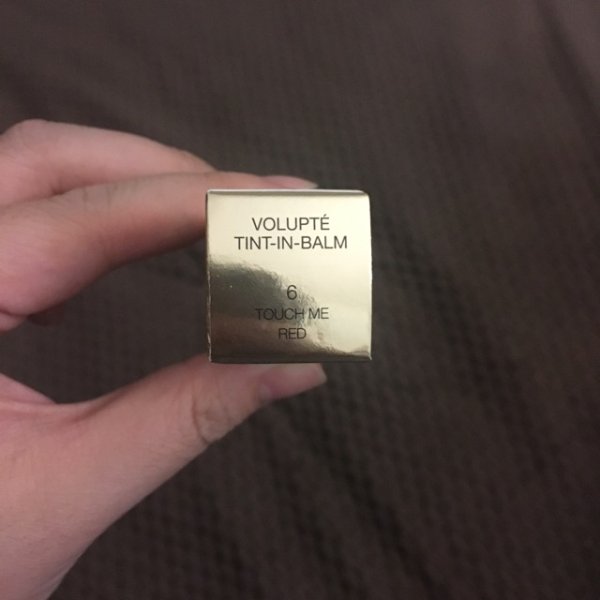 VOLUPTÉ
TINT-IN-BALM
6
TOUCH ME
RED